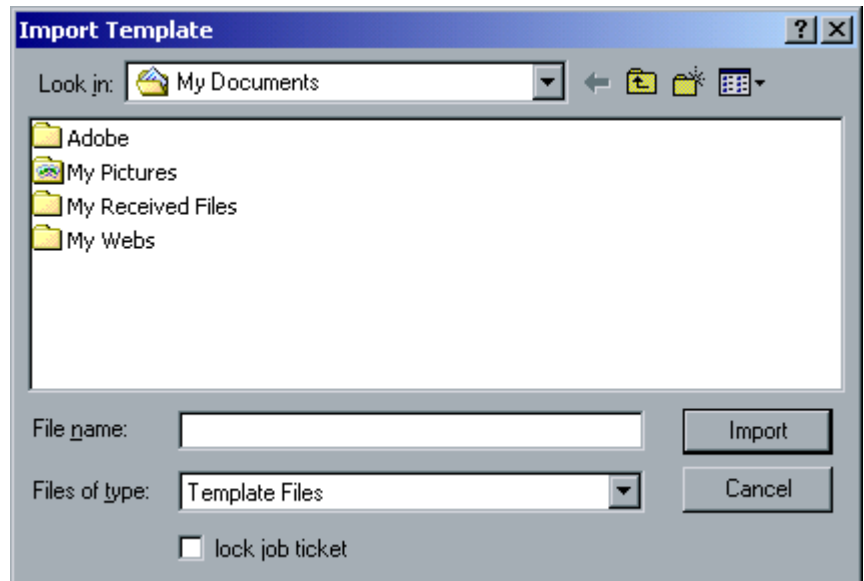 Import Template
Look in: My Documents
Adobe
My Pictures
My Received Files
My Webs
File name: Import
Files of type: Template Files Cancel
lock job ticket